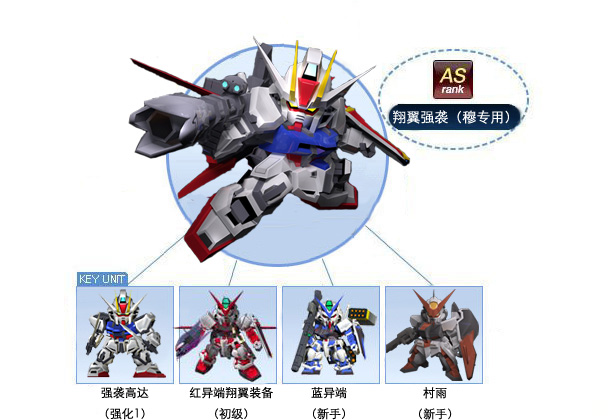 AS
rank
翔翼强袭（穆专用）
KEY UNIT
强袭高达
（强化1）
红异端翔翼装备
（初级）
蓝异端
（新手）
村雨
（新手）